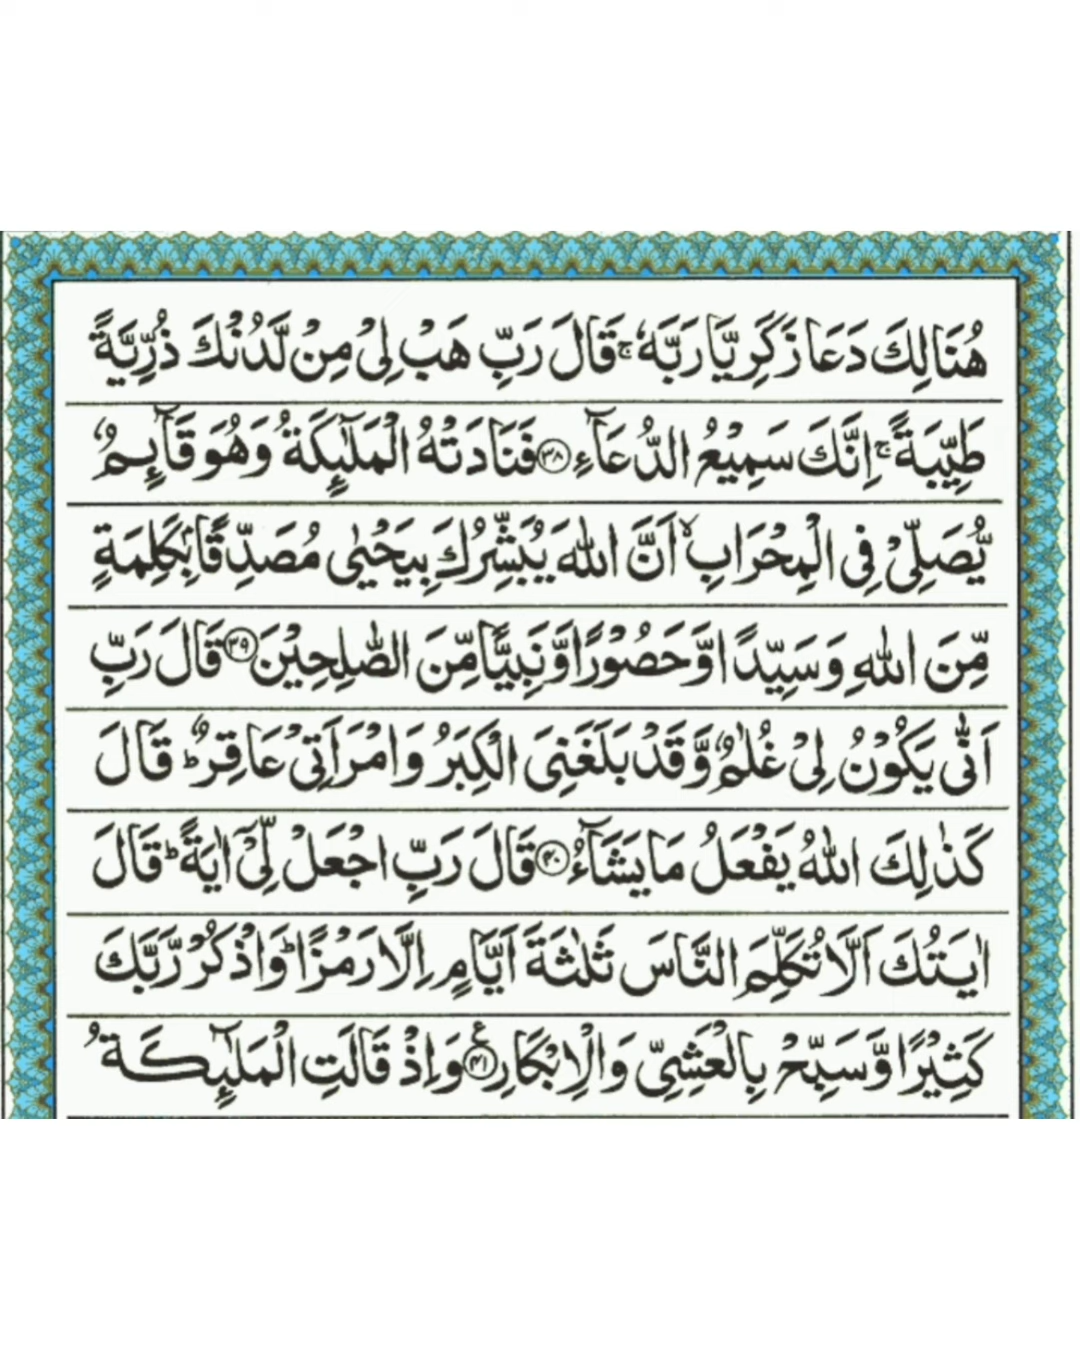 هُنَالِكَ دَعَا زَكَرِيَّا رَبَّهٗ ۚ قَالَ رَبِّ هَبْ لِيْ مِنْ لَّدُنْكَ ذُرِّيَّةً
طَيِّبَةً ۚ اِنَّكَ سَمِيْعُ الدُّعَآءِ ﴿۳۸﴾ فَنَادَتْهُ الْمَلٰٓئِكَةُ وَهُوَ قَآئِمٌ
يُّصَلِّيْ فِي الْمِحْرَابِ ۙ اَنَّ اللّٰهَ يُبَشِّرُكَ بِيَحْيٰى مُصَدِّقًۢا بِكَلِمَةٍ
مِّنَ اللّٰهِ وَسَيِّدًا وَّحَصُوْرًا وَّنَبِيًّا مِّنَ الصّٰلِحِيْنَ ﴿۳۹﴾ قَالَ رَبِّ
اَنّٰى يَكُوْنُ لِيْ غُلٰمٌ وَّقَدْ بَلَغَنِيَ الْكِبَرُ وَامْرَاَتِيْ عَاقِرٌ ؕ قَالَ
كَذٰلِكَ اللّٰهُ يَفْعَلُ مَا يَشَآءُ ﴿۴۰﴾ قَالَ رَبِّ اجْعَلْ لِّيْٓ اٰيَةً ؕ قَالَ
اٰيَتُكَ اَلَّا تُكَلِّمَ النَّاسَ ثَلٰثَةَ اَيَّامٍ اِلَّا رَمْزًا ؕ وَاذْكُرْ رَّبَّكَ
كَثِيْرًا وَّسَبِّحْ بِالْعَشِيِّ وَالْاِبْكَارِ ﴿۴۱﴾ ع وَاِذْ قَالَتِ الْمَلٰٓئِكَةُ